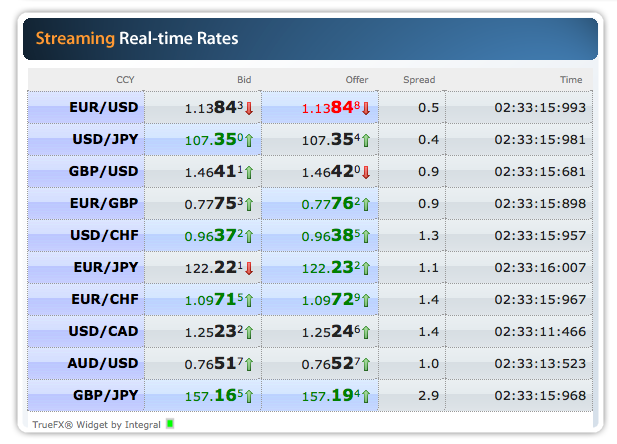 Streaming Real-time Rates
CCY Bid Offer Spread Time
EUR/USD 1.13843 1.13848 0.5 02:33:15:993
USD/JPY 107.350 107.354 0.4 02:33:15:981
GBP/USD 1.46411 1.46420 0.9 02:33:15:681
EUR/GBP 0.77753 0.77762 0.9 02:33:15:898
USD/CHF 0.96372 0.96385 1.3 02:33:15:957
EUR/JPY 122.221 122.232 1.1 02:33:16:007
EUR/CHF 1.09715 1.09729 1.4 02:33:15:967
USD/CAD 1.25232 1.25246 1.4 02:33:11:466
AUD/USD 0.76517 0.76527 1.0 02:33:13:523
GBP/JPY 157.165 157.194 2.9 02:33:15:968
TrueFX® Widget by Integral